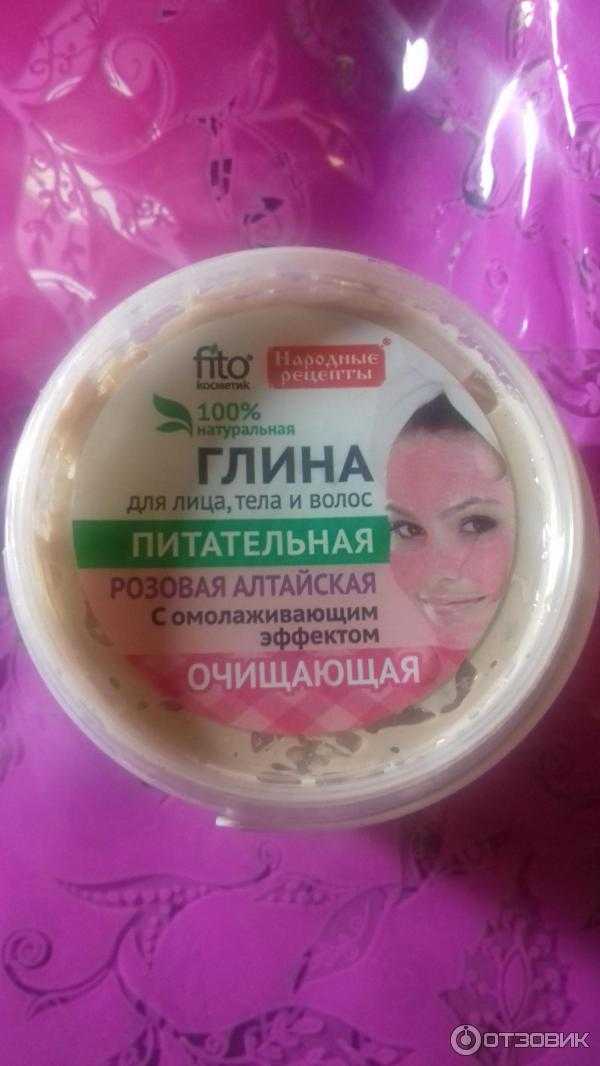 fito®
косметик
Народные
рецепты®
100%
натуральная
ГЛИНА
для лица, тела и волос
ПИТАТЕЛЬНАЯ
РОЗОВАЯ АЛТАЙСКАЯ
С омолаживающим
эффектом
ОЧИЩАЮЩАЯ
ОТЗОВИК